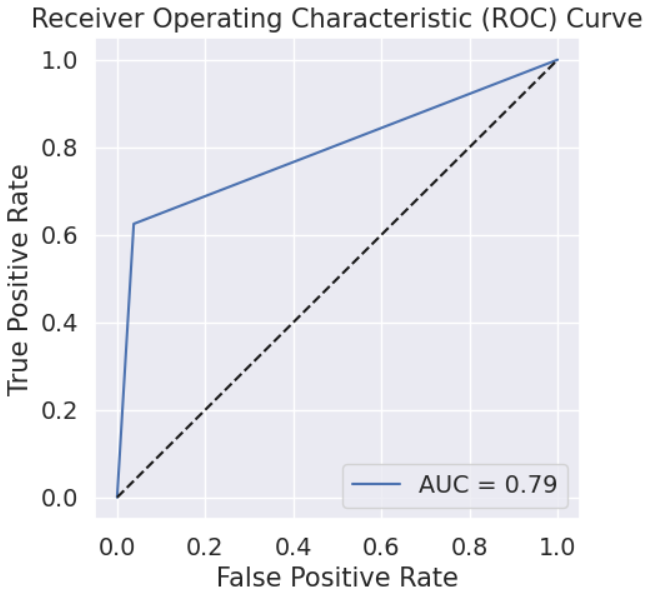 Receiver Operating Characteristic (ROC) Curve
1.0
0.8
0.6
0.4
0.2
0.0
True Positive Rate
AUC = 0.79
0.0 0.2 0.4 0.6 0.8 1.0
False Positive Rate